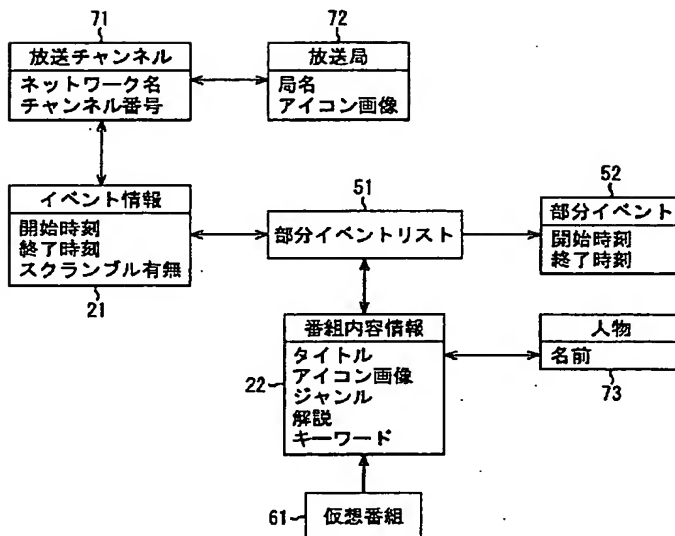 71
放送チャンネル
ネットワーク名
チャンネル番号
72
放送局
局名
アイコン画像
イベント情報
開始時刻
終了時刻
スクランブル有無
21
51
部分イベントリスト
52
部分イベント
開始時刻
終了時刻
番組内容情報
タイトル
アイコン画像
ジャンル
解説
キーワード
22
人物
名前
73
61
仮想番組